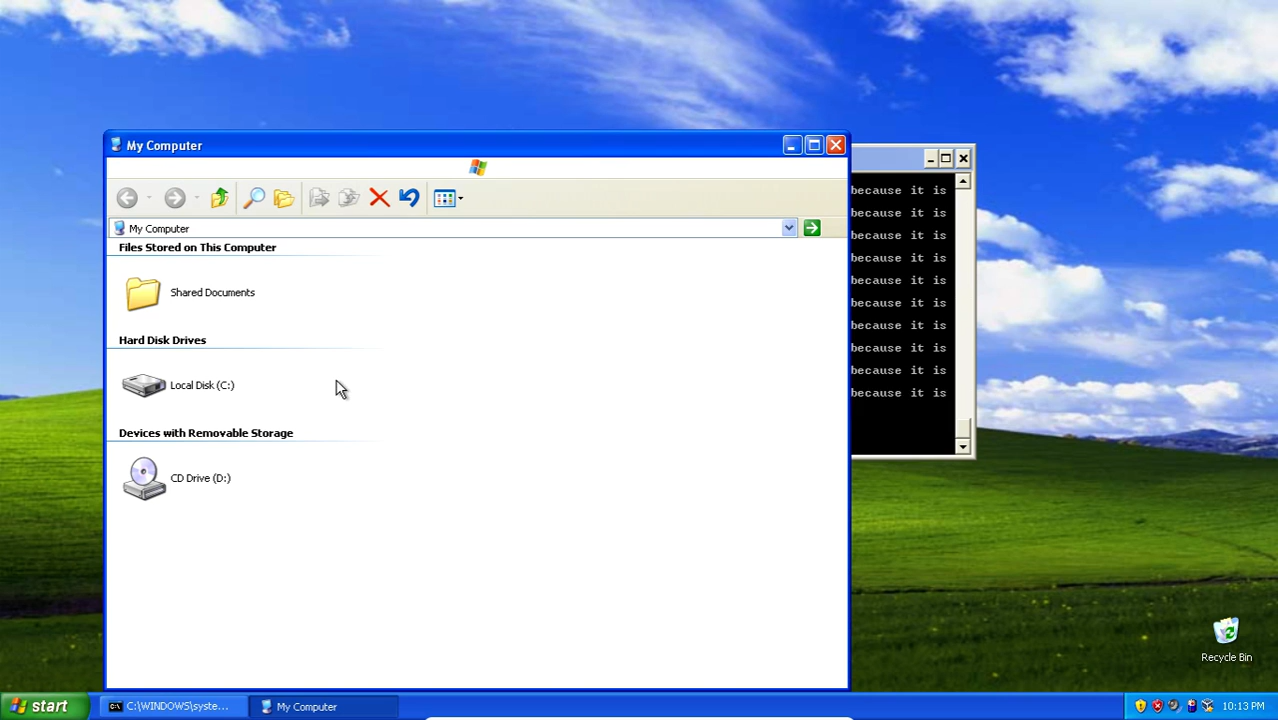 My Computer
My Computer
Files Stored on This Computer
Shared Documents
Hard Disk Drives
Local Disk (C:)
Devices with Removable Storage
CD Drive (D:)
because it is
because it is
because it is
because it is
because it is
because it is
because it is
because it is
because it is
because it is
Recycle Bin
start
C:\WINDOWS\syste...
My Computer
10:13 PM